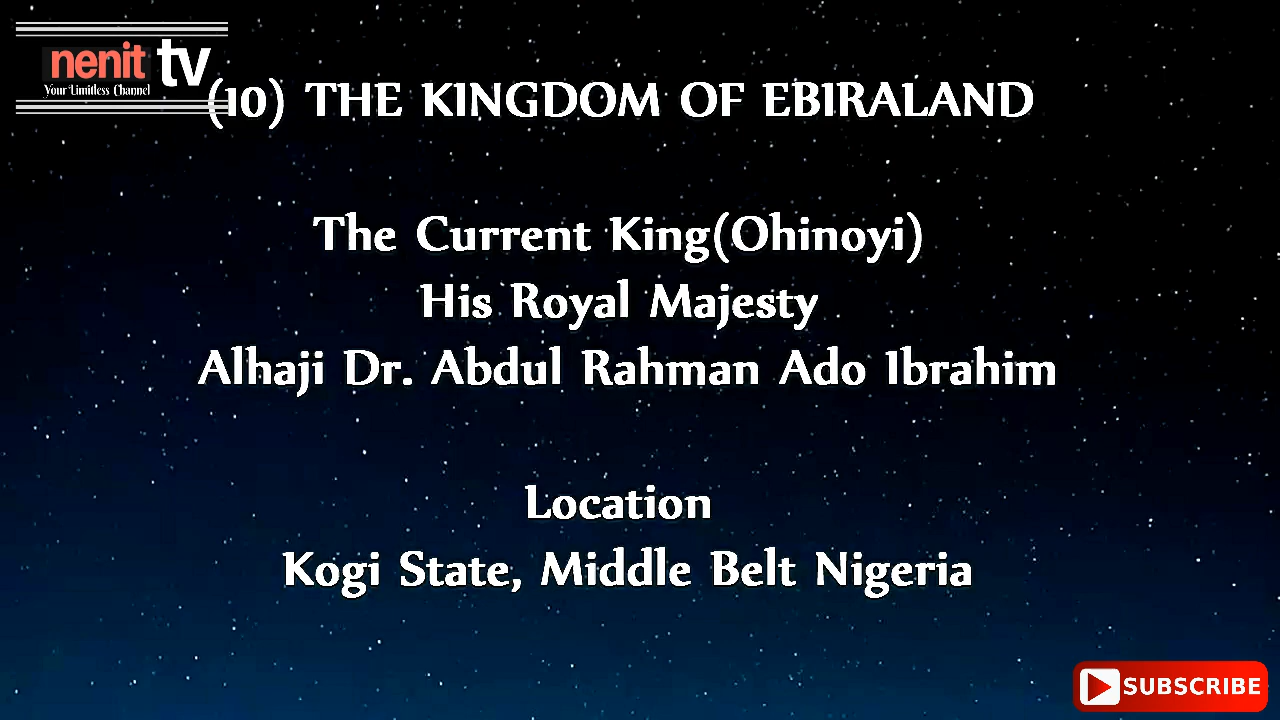 nenit tv
Your Limitless Channel
(10) THE KINGDOM OF EBIRALAND
The Current King(Ohinoyi)
His Royal Majesty
Alhaji Dr. Abdul Rahman Ado Ibrahim
Location
Kogi State, Middle Belt Nigeria
SUBSCRIBE